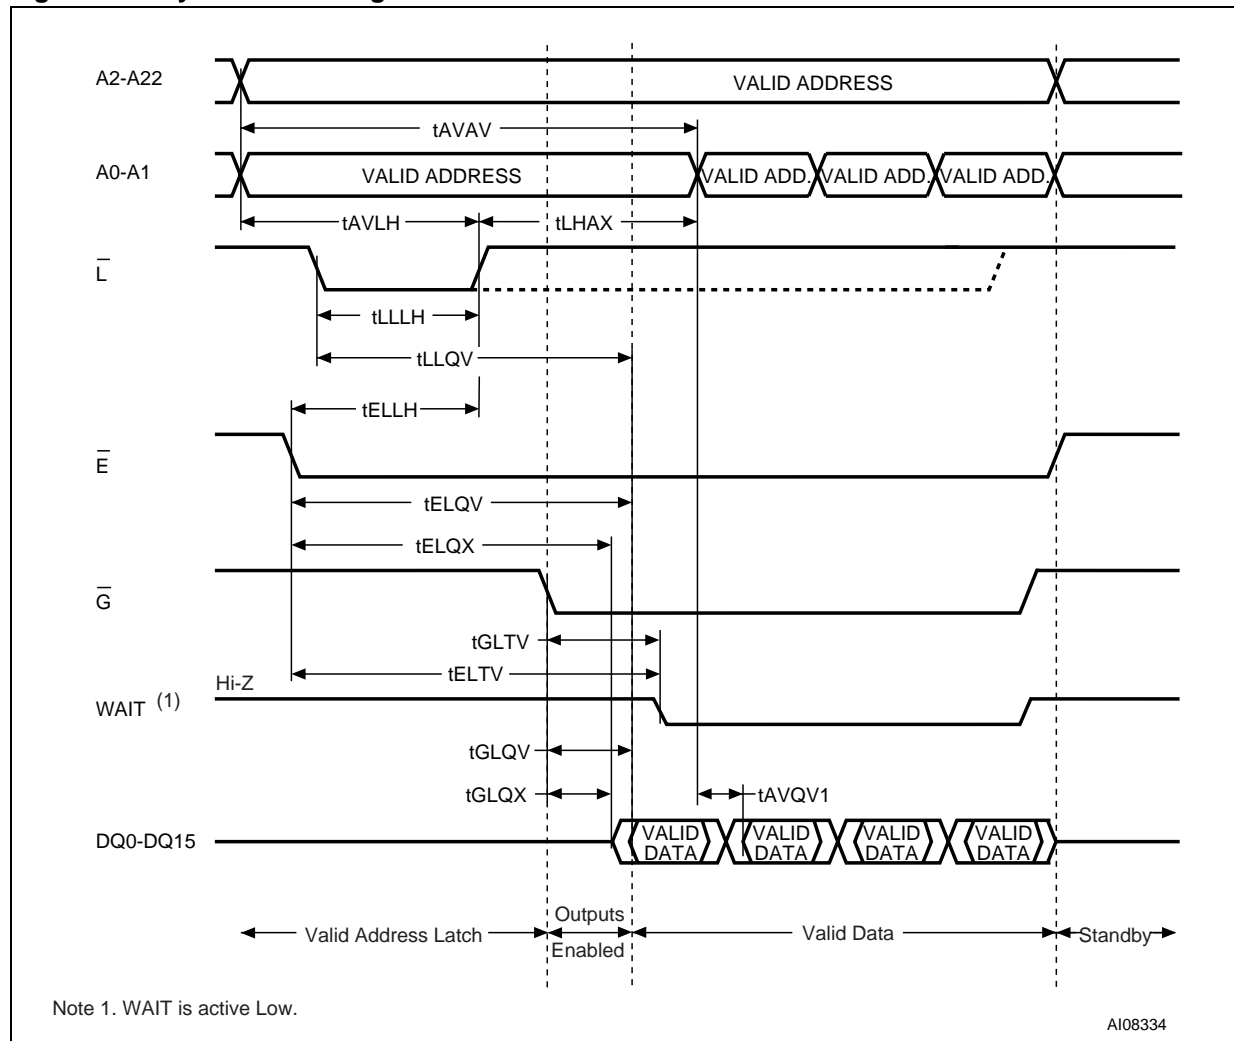 A2-A22
VALID ADDRESS
tAVAV
A0-A1
VALID ADDRESS
VALID ADD.
VALID ADD.
VALID ADD.
tAVLH
tLHAX
L
tLLLH
tLLQV
tELLH
E
tELQV
tELQX
G
tGLTV
tELTV
Hi-Z
WAIT (1)
tGLQV
tGLQX
tAVQV1
DQ0-DQ15
VALID
DATA
VALID
DATA
VALID
DATA
VALID
DATA
Valid Address Latch
Outputs
Enabled
Valid Data
Standby
Note 1. WAIT is active Low.
AI08334